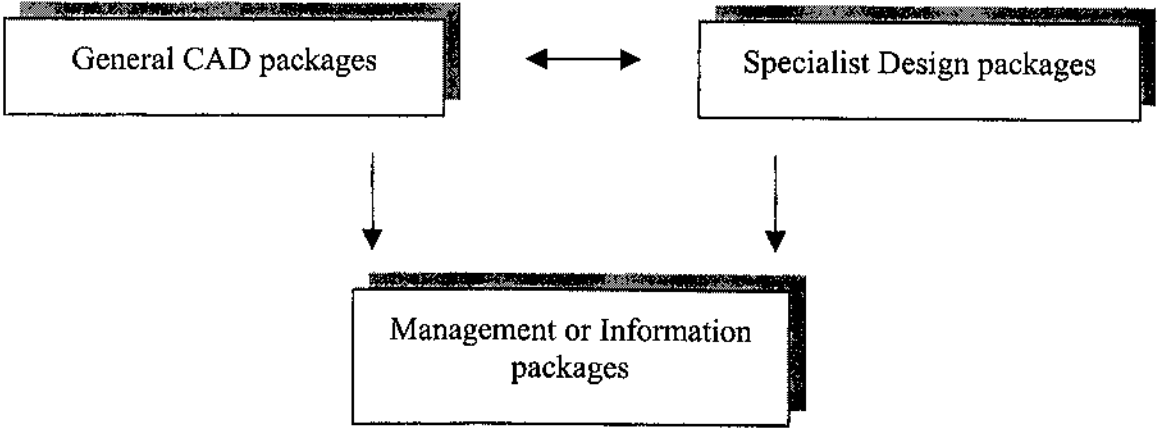 General CAD packages
Specialist Design packages
Management or Information
packages